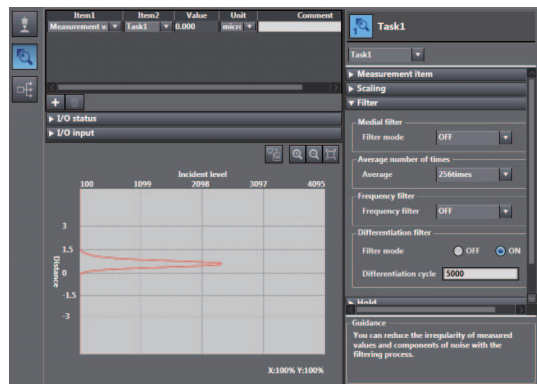 Item1 Item2 Value Unit Comment
Measurement v. Task1 0.000 micro
I/O status
I/O input
Incident level
100 1099 2098 3097 4095
Distance
3
1.5
0
-1.5
-3
X:100% Y:100%
1 Task1
Task1
Measurement item
Scaling
Filter
Medial filter
Filter mode OFF
Average number of times
Average 256times
Frequency filter
Frequency filter OFF
Differentiation filter
Filter mode OFF ON
Differentiation cycle 5000
Hold
Guidance
You can reduce the irregularity of measured
values and components of noise with the
filtering process.